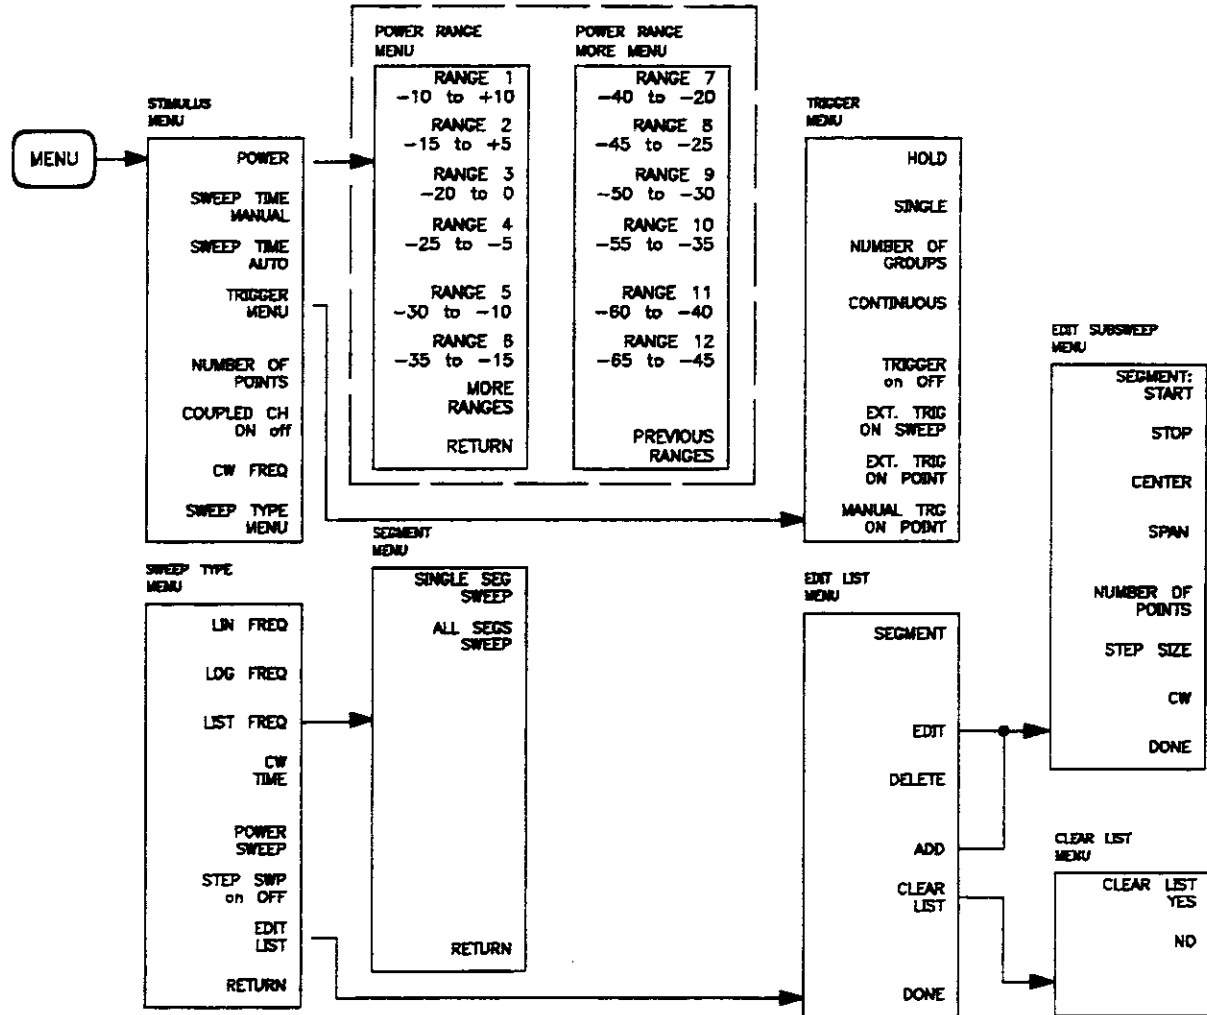 MENU
STIMULUS
MENU
POWER
SWEEP TIME
MANUAL
SWEEP TIME
AUTO
TRIGGER
MENU
NUMBER OF
POINTS
COUPLED CH
ON off
CW FREQ
SWEEP TYPE
MENU
POWER RANGE
MENU
RANGE 1
-10 to +10
RANGE 2
-15 to +5
RANGE 3
-20 to 0
RANGE 4
-25 to -5
RANGE 5
-30 to -10
RANGE 6
-35 to -15
MORE
RANGES
RETURN
POWER RANGE
MORE MENU
RANGE 7
-40 to -20
RANGE 8
-45 to -25
RANGE 9
-50 to -30
RANGE 10
-55 to -35
RANGE 11
-60 to -40
RANGE 12
-65 to -45
PREVIOUS
RANGES
TRIGGER
MENU
HOLD
SINGLE
NUMBER OF
GROUPS
CONTINUOUS
TRIGGER
on OFF
EXT. TRIG
ON SWEEP
EXT. TRIG
ON POINT
MANUAL TRG
ON POINT
SWEEP TYPE
MENU
LIN FREQ
LOG FREQ
LIST FREQ
CW
TIME
POWER
SWEEP
STEP SWP
on OFF
EDIT
LIST
RETURN
SEGMENT
MENU
SINGLE SEG
SWEEP
ALL SEGS
SWEEP
RETURN
EDIT LIST
MENU
SEGMENT
EDIT
DELETE
ADD
CLEAR
LIST
DONE
EDIT SUBSWEEP
MENU
SEGMENT:
START
STOP
CENTER
SPAN
NUMBER OF
POINTS
STEP SIZE
CW
DONE
CLEAR LIST
MENU
CLEAR LIST
YES
NO